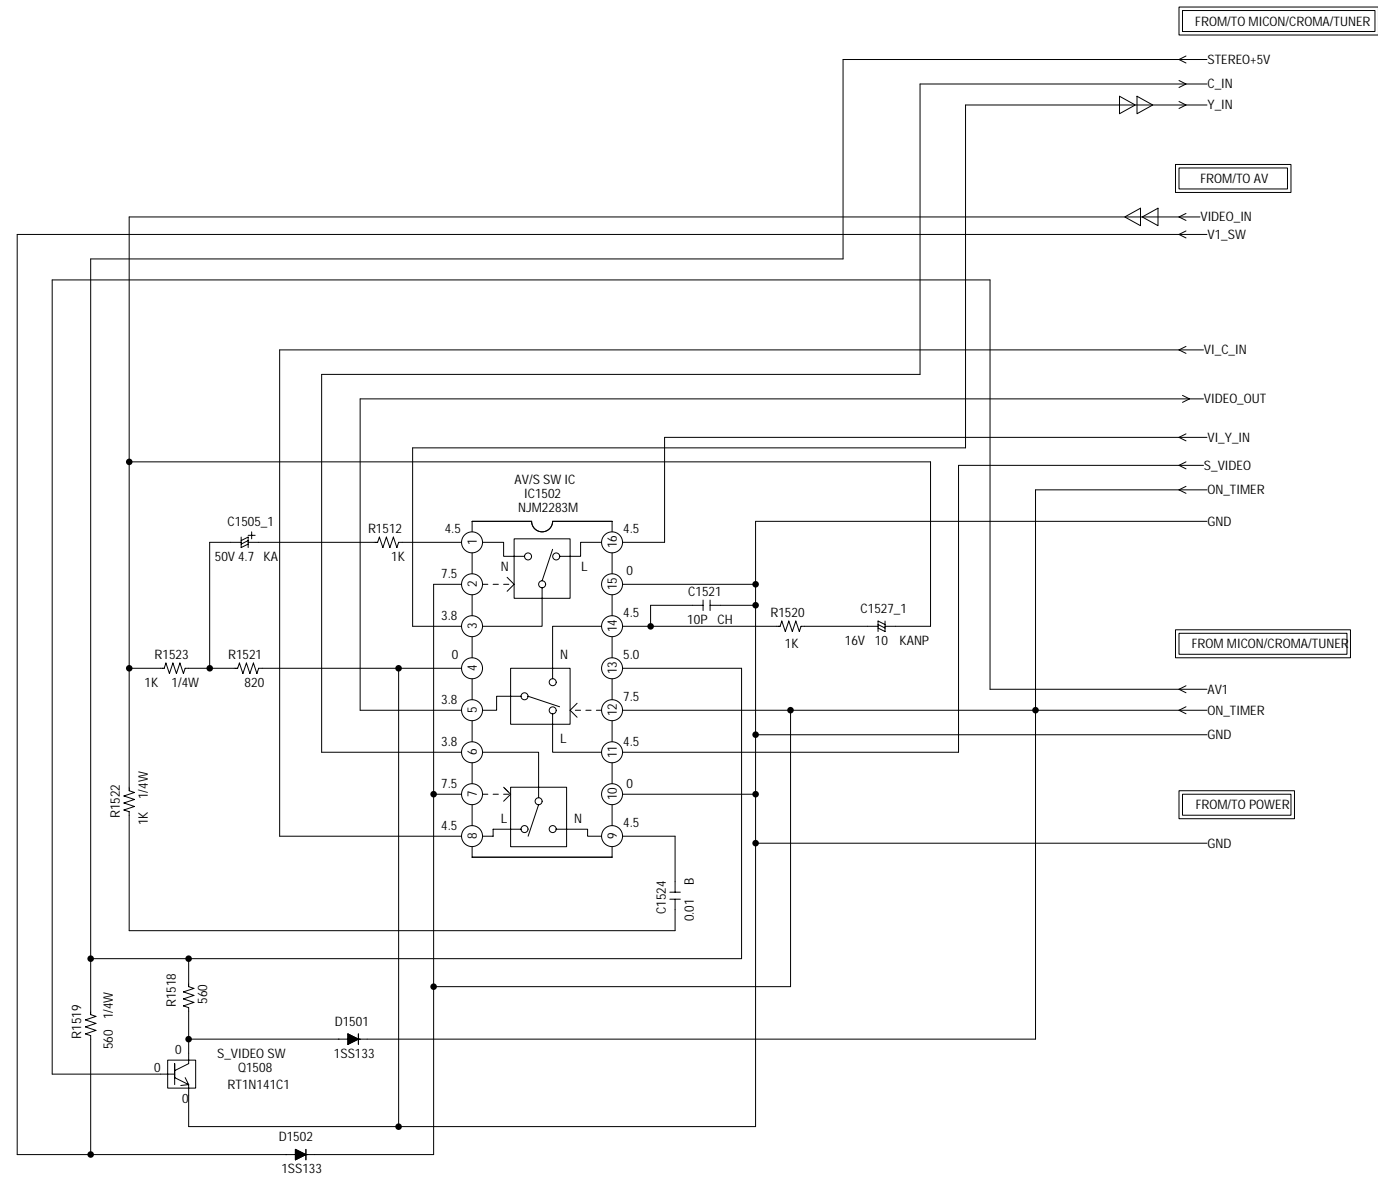 FROM/TO MICON/CROMA/TUNER
STEREO+5V
C_IN
Y_IN
FROM/TO AV
VIDEO_IN
V1_SW
VI_C_IN
VIDEO_OUT
VI_Y_IN
S_VIDEO
ON_TIMER
GND
AV/S SW IC
IC1502
NJM2283M
C1505_1
+
50V 4.7 KA
R1512
1K
4.5
1
16
4.5
N
L
7.5
2
15
0
3.8
3
14
4.5
C1521
10P CH
R1520
1K
C1527_1
16V 10 KANP
R1523
1K 1/4W
R1521
820
0
4
13
5.0
N
3.8
5
12
7.5
L
3.8
6
11
4.5
7.5
7
10
0
L
N
4.5
8
9
4.5
FROM MICON/CROMA/TUNER
AV1
ON_TIMER
GND
FROM/TO POWER
GND
R1522
1K 1/4W
C1524
0.01 B
R1519
560 1/4W
R1518
560
D1501
1SS133
0
0
0
S_VIDEO SW
Q1508
RT1N141C1
D1502
1SS133